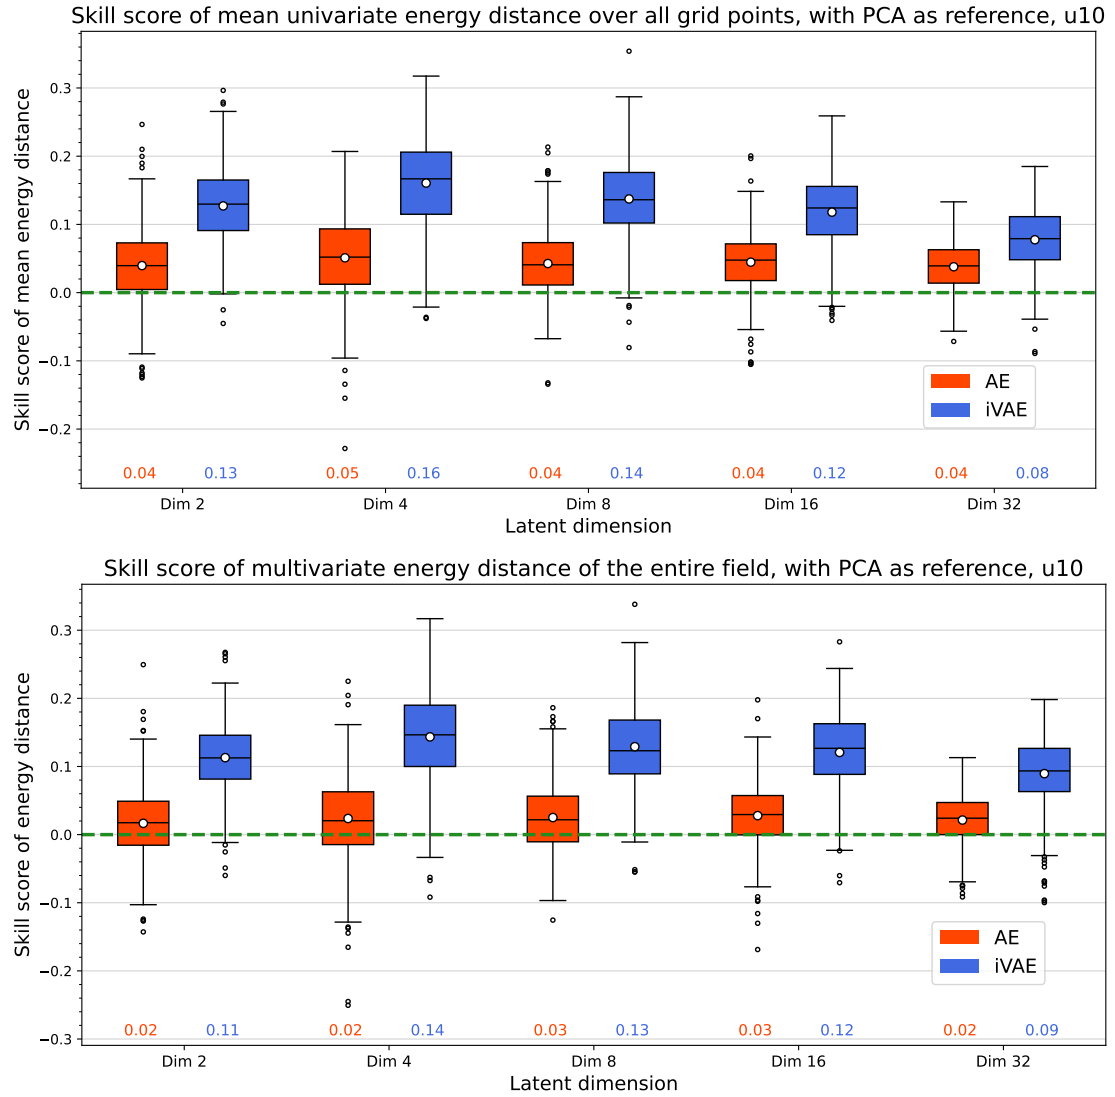 Skill score of mean univariate energy distance over all grid points, with PCA as reference, u10
Skill score of mean energy distance
0.3
0.2
0.1
0.0
−0.1
−0.2
AE
iVAE
0.04 0.13 0.05 0.16 0.04 0.14 0.04 0.12 0.04 0.08
Dim 2 Dim 4 Dim 8 Dim 16 Dim 32
Latent dimension
Skill score of multivariate energy distance of the entire field, with PCA as reference, u10
Skill score of energy distance
0.3
0.2
0.1
0.0
−0.1
−0.2
−0.3
AE
iVAE
0.02 0.11 0.02 0.14 0.03 0.13 0.03 0.12 0.02 0.09
Dim 2 Dim 4 Dim 8 Dim 16 Dim 32
Latent dimension